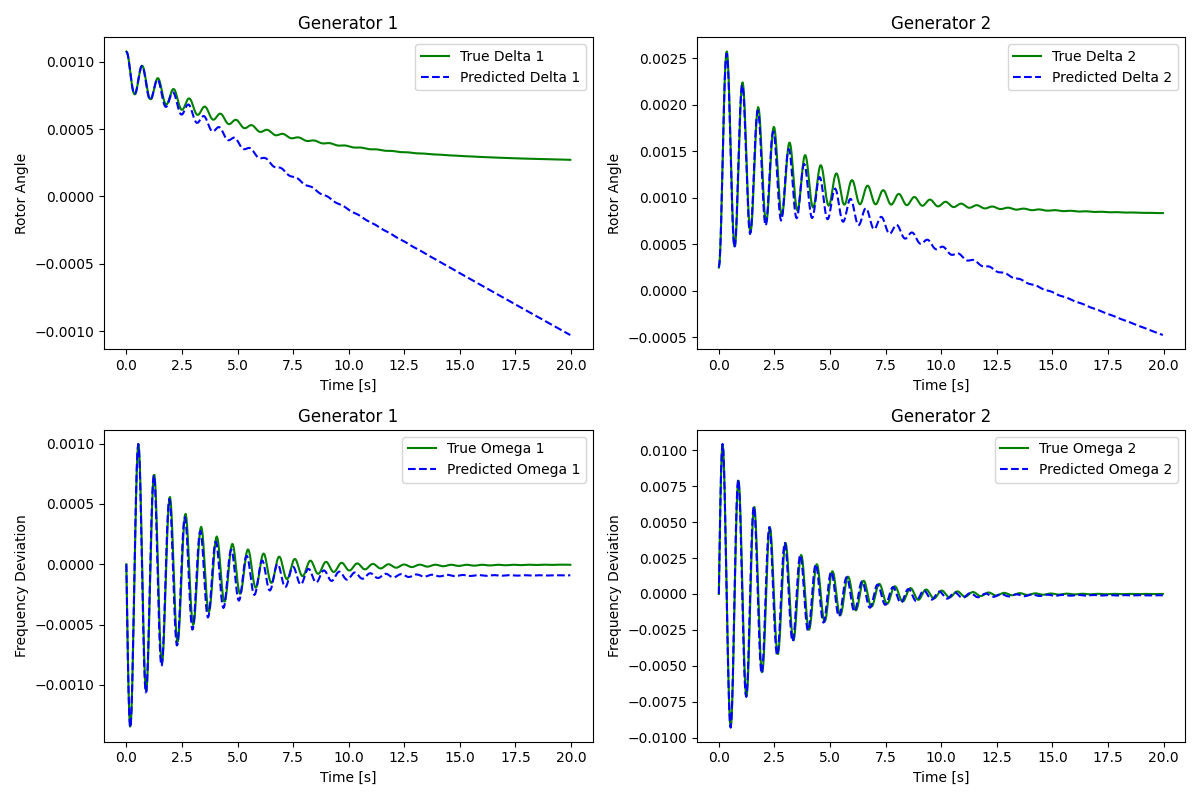 Generator 1
True Delta 1
Predicted Delta 1
Rotor Angle
0.0010
0.0005
0.0000
−0.0005
−0.0010
0.0 2.5 5.0 7.5 10.0 12.5 15.0 17.5 20.0
Time [s]
Generator 2
True Delta 2
Predicted Delta 2
Rotor Angle
0.0025
0.0020
0.0015
0.0010
0.0005
0.0000
−0.0005
0.0 2.5 5.0 7.5 10.0 12.5 15.0 17.5 20.0
Time [s]
Generator 1
True Omega 1
Predicted Omega 1
Frequency Deviation
0.0010
0.0005
0.0000
−0.0005
−0.0010
0.0 2.5 5.0 7.5 10.0 12.5 15.0 17.5 20.0
Time [s]
Generator 2
True Omega 2
Predicted Omega 2
Frequency Deviation
0.0100
0.0075
0.0050
0.0025
0.0000
−0.0025
−0.0050
−0.0075
−0.0100
0.0 2.5 5.0 7.5 10.0 12.5 15.0 17.5 20.0
Time [s]